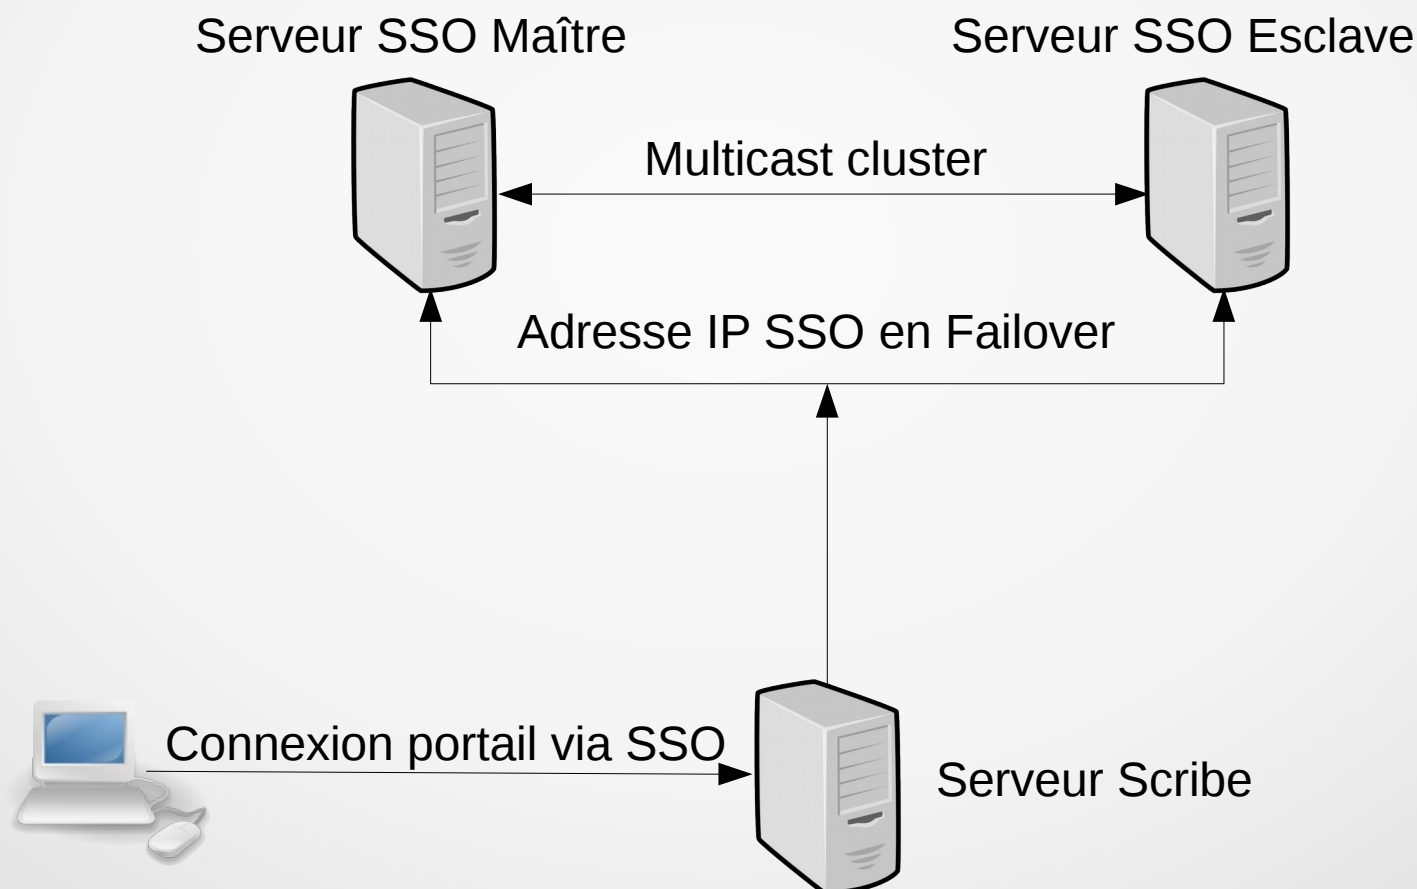 Serveur SSO Maître
Serveur SSO Esclave
Multicast cluster
Adresse IP SSO en Failover
Connexion portail via SSO
Serveur Scribe